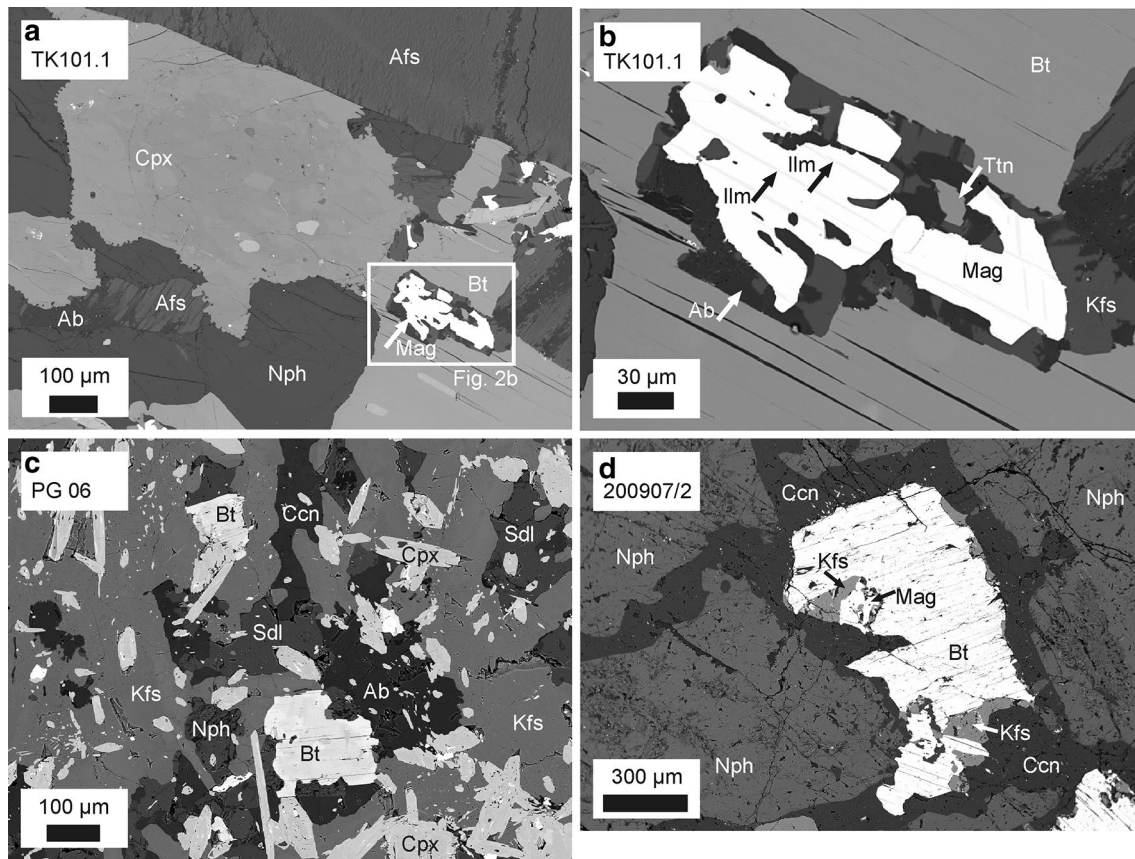 a
TK101.1
Afs
Cpx
Afs
Ab
Bt
Mag
Nph
Fig. 2b
100 µm
b
TK101.1
Bt
Ttn
Ilm
Ilm
Mag
Ab
Kfs
30 µm
c
PG 06
Bt
Ccn
Sdl
Cpx
Sdl
Ab
Kfs
Kfs
Nph
Bt
100 µm
Cpx
d
200907/2
Ccn
Nph
Nph
Kfs
Mag
Bt
Kfs
Nph
Ccn
300 µm